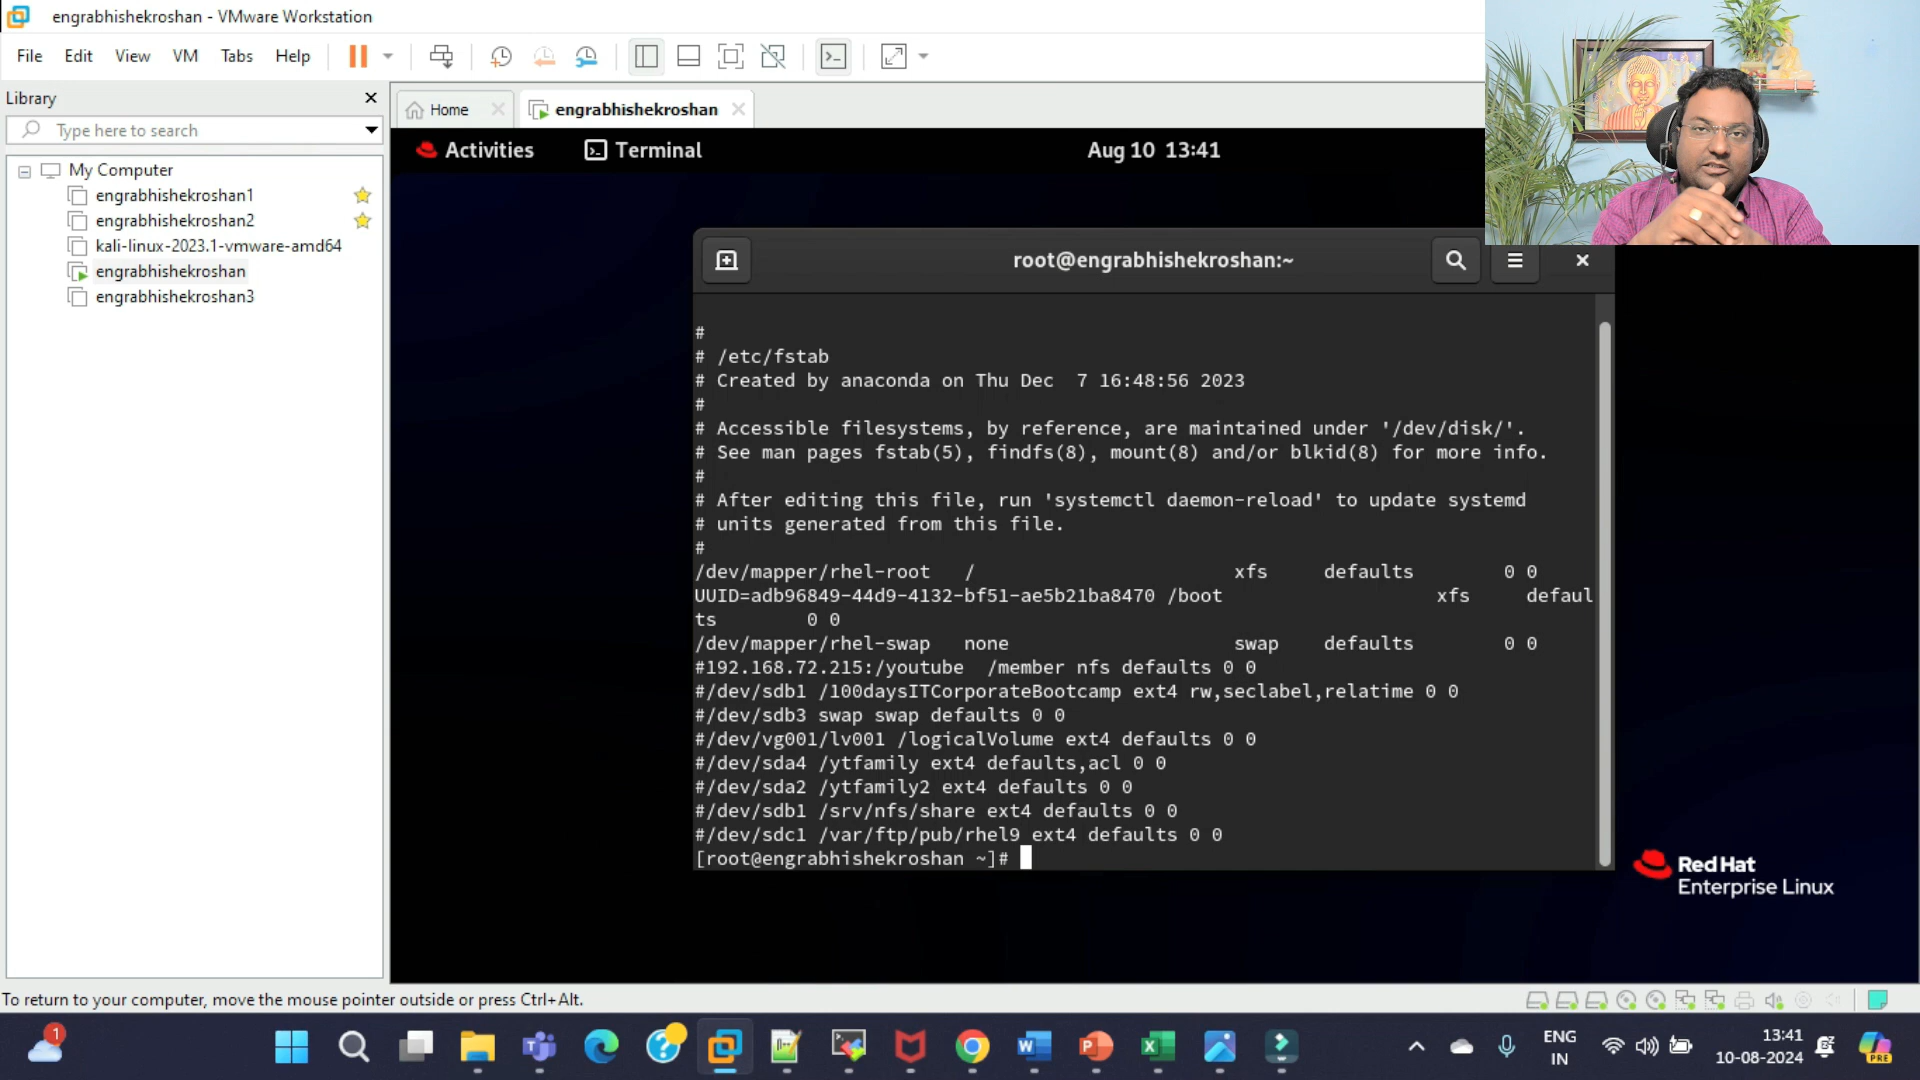 engrabhishekroshan - VMware Workstation
File Edit View VM Tabs Help
Library
Type here to search
My Computer
engrabhishekroshan1
engrabhishekroshan2
kali-linux-2023.1-vmware-amd64
engrabhishekroshan
engrabhishekroshan3
Home
engrabhishekroshan
Activities Terminal Aug 10 13:41
root@engrabhishekroshan:~
#
# /etc/fstab
# Created by anaconda on Thu Dec  7 16:48:56 2023
#
# Accessible filesystems, by reference, are maintained under '/dev/disk/'.
# See man pages fstab(5), findfs(8), mount(8) and/or blkid(8) for more info.
#
# After editing this file, run 'systemctl daemon-reload' to update systemd
# units generated from this file.
#
/dev/mapper/rhel-root   /                       xfs     defaults        0 0
UUID=adb96849-44d9-4132-bf51-ae5b21ba8470 /boot                   xfs     defaul
ts        0 0
/dev/mapper/rhel-swap   none                    swap    defaults        0 0
#192.168.72.215:/youtube  /member nfs defaults 0 0
#/dev/sdb1 /100daysITCorporateBootcamp ext4 rw,seclabel,relatime 0 0
#/dev/sdb3 swap swap defaults 0 0
#/dev/vg001/lv001 /logicalVolume ext4 defaults 0 0
#/dev/sda4 /ytfamily ext4 defaults,acl 0 0
#/dev/sda2 /ytfamily2 ext4 defaults 0 0
#/dev/sdb1 /srv/nfs/share ext4 defaults 0 0
#/dev/sdc1 /var/ftp/pub/rhel9 ext4 defaults 0 0
[root@engrabhishekroshan ~]#
Red Hat
Enterprise Linux
To return to your computer, move the mouse pointer outside or press Ctrl+Alt.
1
ENG
IN
13:41
10-08-2024
PRE